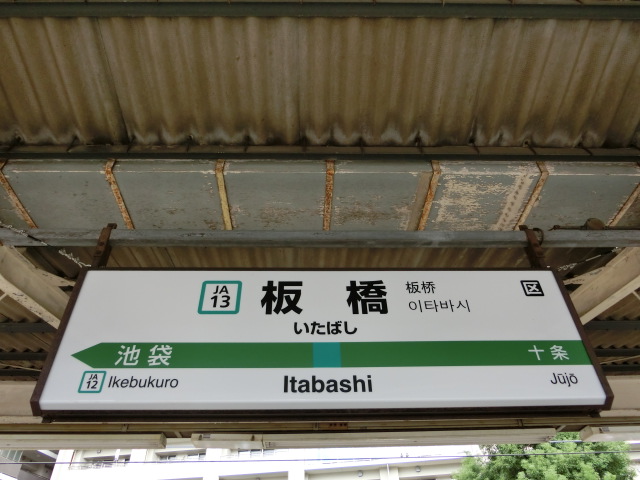 JA 13 板橋 板桥 区
이타바시
いたばし
池袋 十条
JA 12 Ikebukuro Itabashi Jūjō